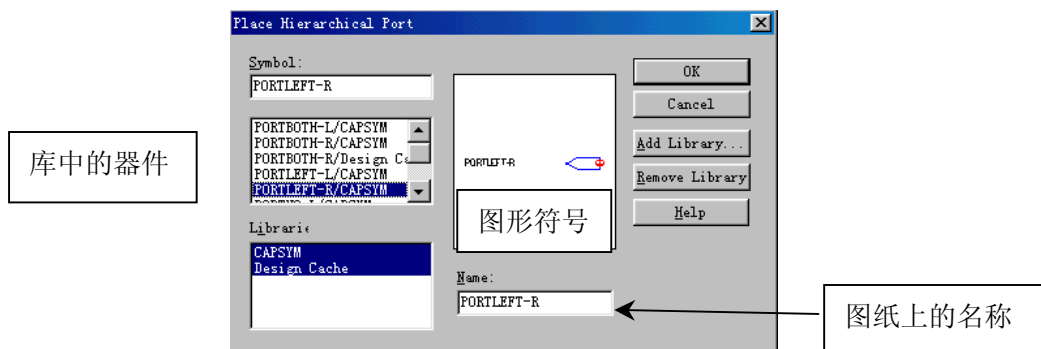 Place Hierarchical Port
Symbol:
PORTLEFT-R
PORTBOTH-L/CAPSYM
PORTBOTH-R/CAPSYM
PORTBOTH-R/Design Ca
PORTLEFT-L/CAPSYM
PORTLEFT-R/CAPSYM
Librarie
CAPSYM
Design Cache
PORTLEFT-R
图形符号
Name:
PORTLEFT-R
OK
Cancel
Add Library...
Remove Library
Help
库中的器件
图纸上的名称